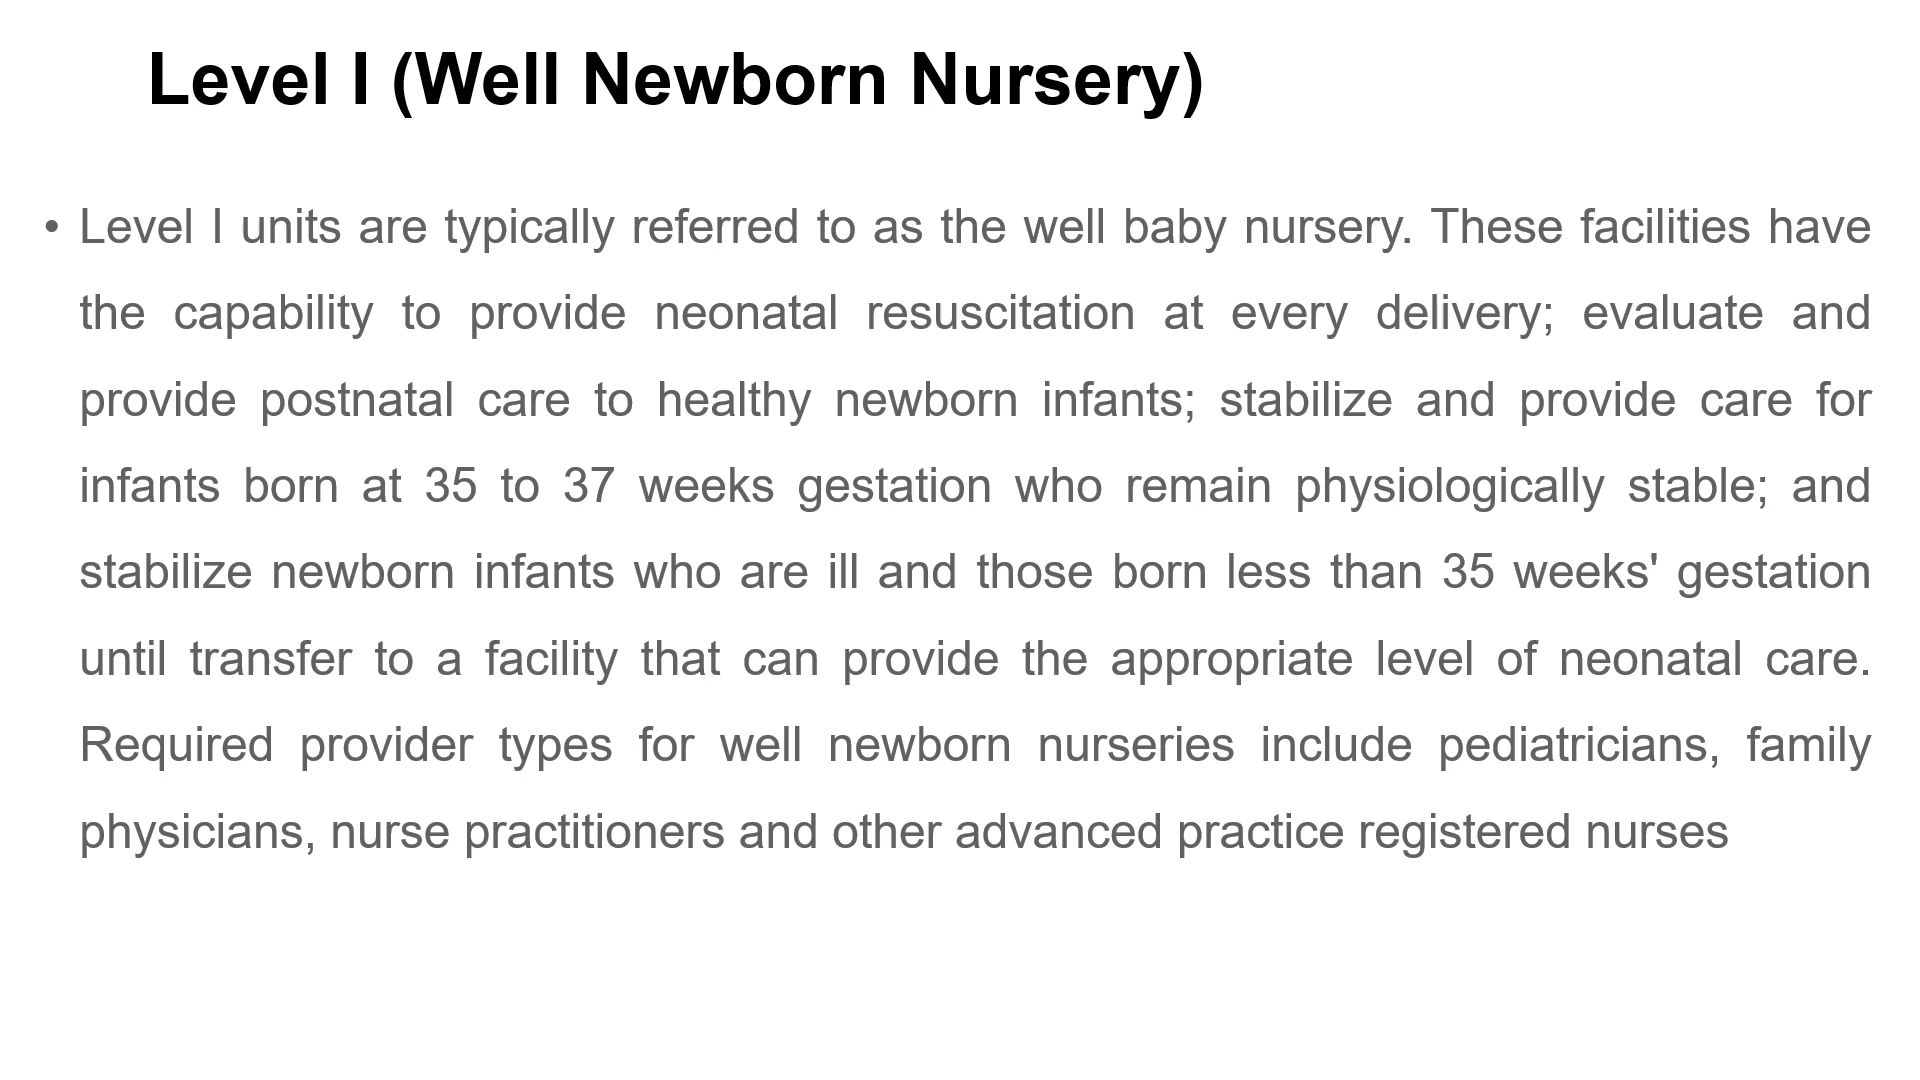 Level I (Well Newborn Nursery)
• Level I units are typically referred to as the well baby nursery. These facilities have
the capability to provide neonatal resuscitation at every delivery; evaluate and
provide postnatal care to healthy newborn infants; stabilize and provide care for
infants born at 35 to 37 weeks gestation who remain physiologically stable; and
stabilize newborn infants who are ill and those born less than 35 weeks' gestation
until transfer to a facility that can provide the appropriate level of neonatal care.
Required provider types for well newborn nurseries include pediatricians, family
physicians, nurse practitioners and other advanced practice registered nurses